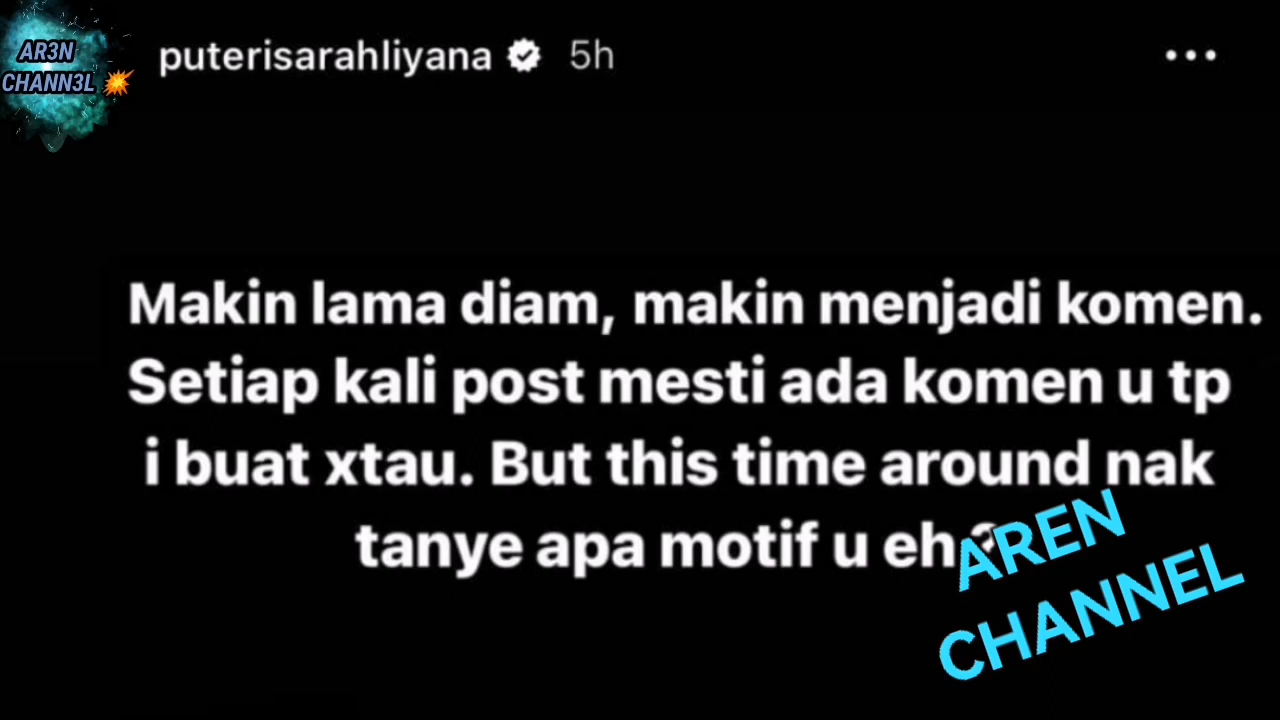 AR3N
CHANN3L
puterisarahliyana 5h
Makin lama diam, makin menjadi komen.
Setiap kali post mesti ada komen u tp
i buat xtau. But this time around nak
tanye apa motif u eh?
AREN
CHANNEL